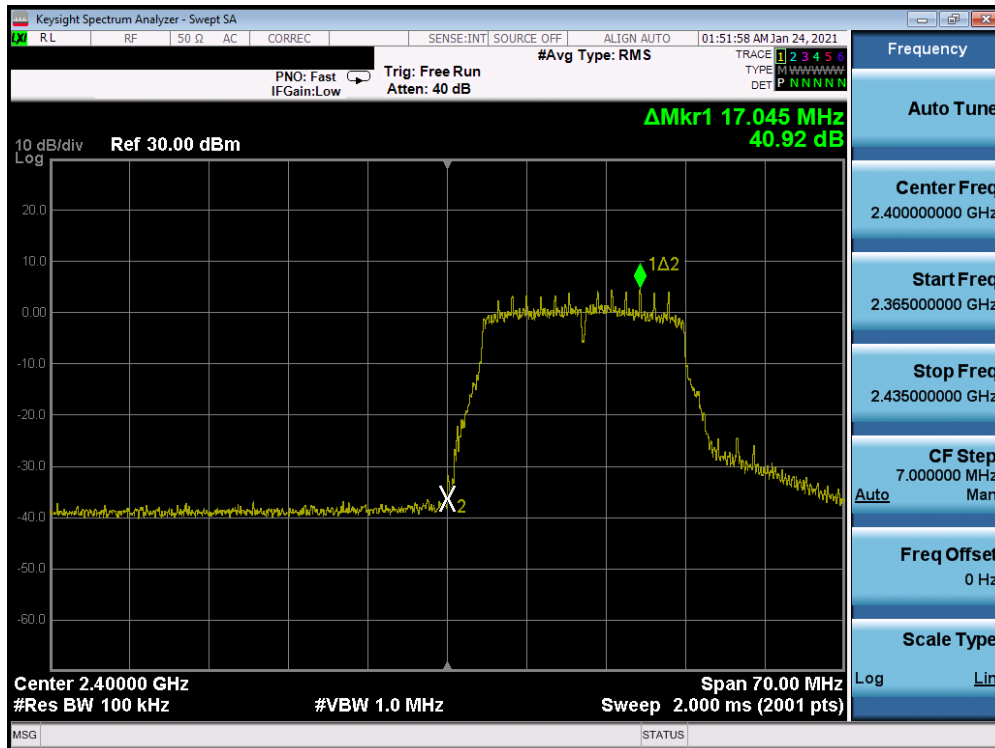 Keysight Spectrum Analyzer - Swept SA
LXI RL RF 50 Ω AC CORREC SENSE:INT SOURCE OFF ALIGN AUTO 01:51:58 AM Jan 24, 2021
PNO: Fast
IFGain:Low
Trig: Free Run
Atten: 40 dB
#Avg Type: RMS
TRACE 1 2 3 4 5 6
TYPE M W W W W W
DET P N N N N N
ΔMkr1 17.045 MHz
40.92 dB
10 dB/div Ref 30.00 dBm
Log
20.0
10.0
0.00
-10.0
-20.0
-30.0
-40.0
-50.0
-60.0
1Δ2
2
Center 2.40000 GHz Span 70.00 MHz
#Res BW 100 kHz #VBW 1.0 MHz Sweep 2.000 ms (2001 pts)
MSG STATUS
Frequency
Auto Tune
Center Freq
2.400000000 GHz
Start Freq
2.365000000 GHz
Stop Freq
2.435000000 GHz
CF Step
7.000000 MHz
Auto Man
Freq Offset
0 Hz
Scale Type
Log Lin